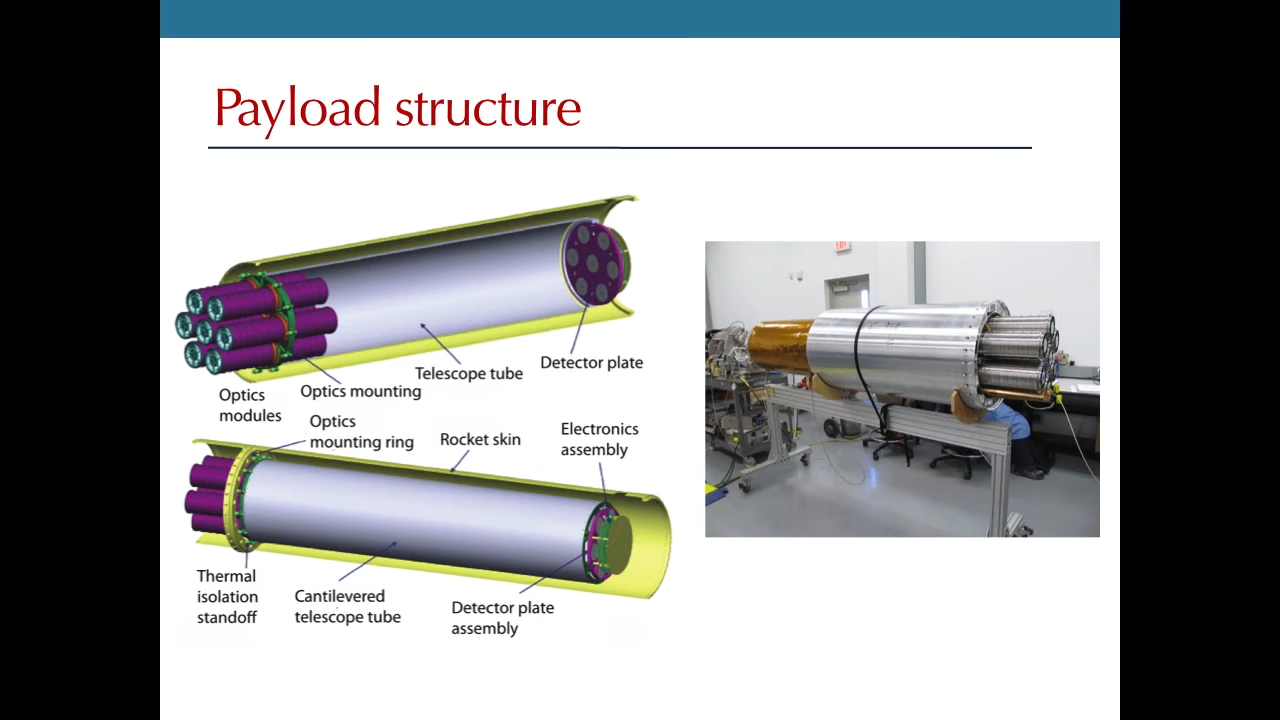 Payload structure
Detector plate
Telescope tube
Optics mounting
Optics
modules
Optics
mounting ring
Rocket skin
Electronics
assembly
Thermal
isolation
standoff
Cantilevered
telescope tube
Detector plate
assembly